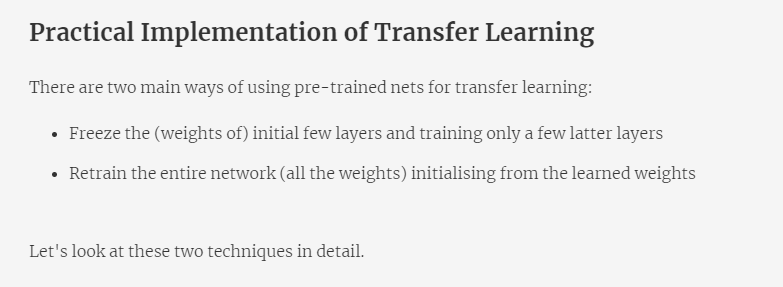 Practical Implementation of Transfer Learning
There are two main ways of using pre-trained nets for transfer learning:
• Freeze the (weights of) initial few layers and training only a few latter layers
• Retrain the entire network (all the weights) initialising from the learned weights
Let's look at these two techniques in detail.